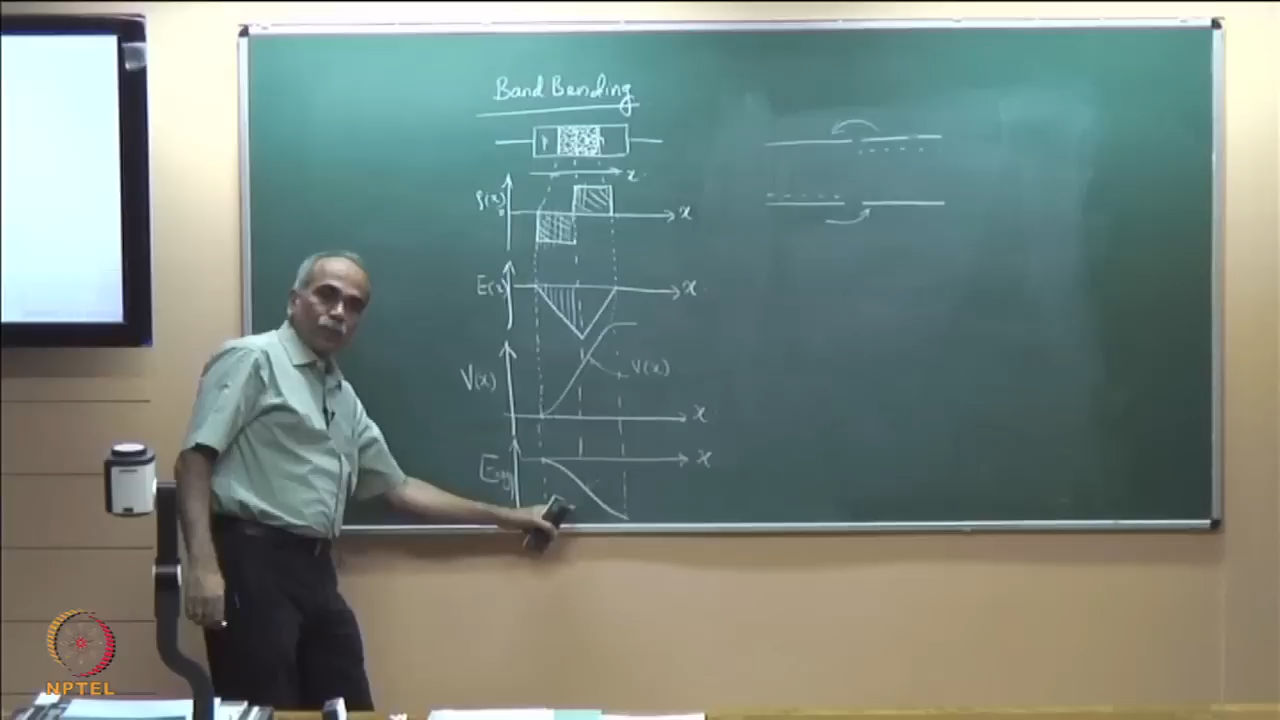 Band Bending
p
x
ρ(x)
x
E(x)
x
V(x)
V(x)
x
x
NPTEL